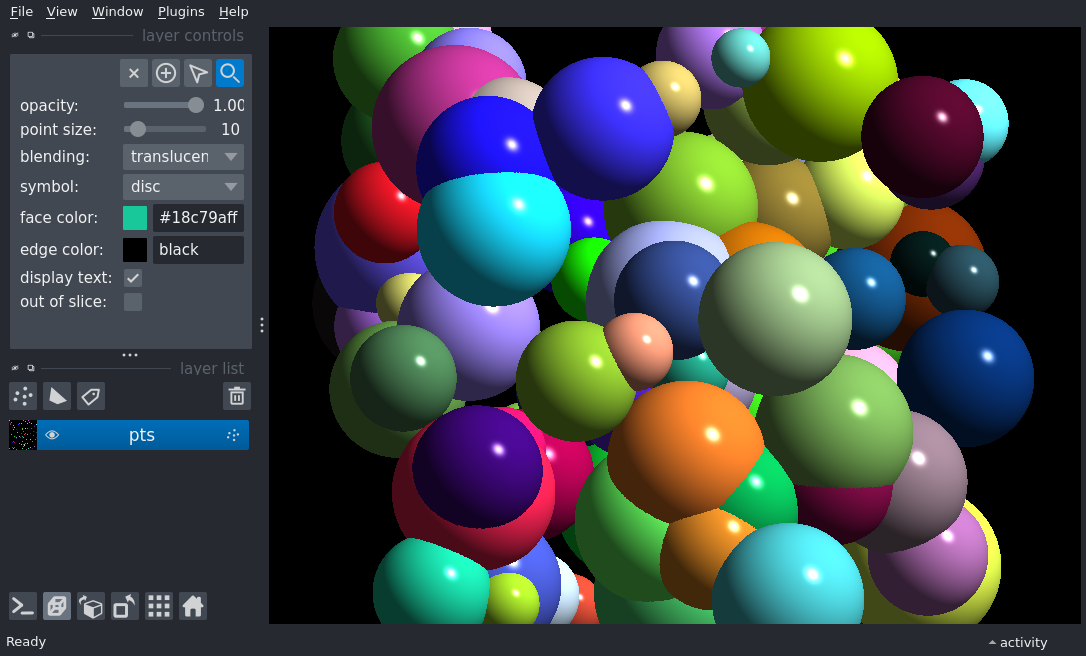 File View Window Plugins Help
layer controls
opacity: 1.00
point size: 10
blending: translucen
symbol: disc
face color: #18c79aff
edge color: black
display text:
out of slice:
layer list
pts
Ready
activity